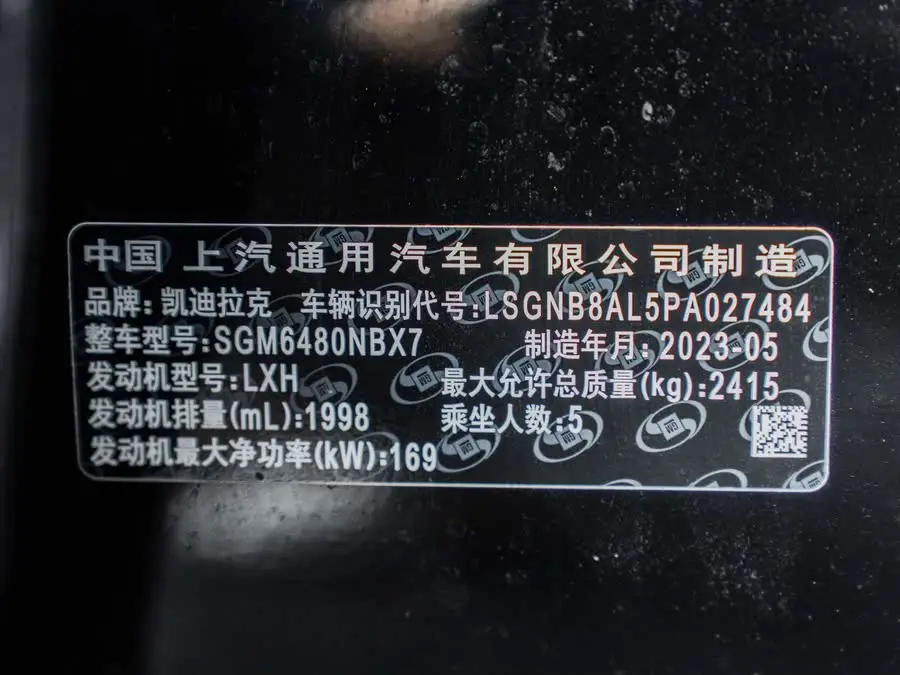 中国 上汽通用汽车有限公司制造
品牌:凯迪拉克 车辆识别代号:LSGNB8AL5PA027484
整车型号:SGM6480NBX7 制造年月:2023-05
发动机型号:LXH 最大允许总质量(kg):2415
发动机排量(mL):1998 乘坐人数:5
发动机最大净功率(kW):169